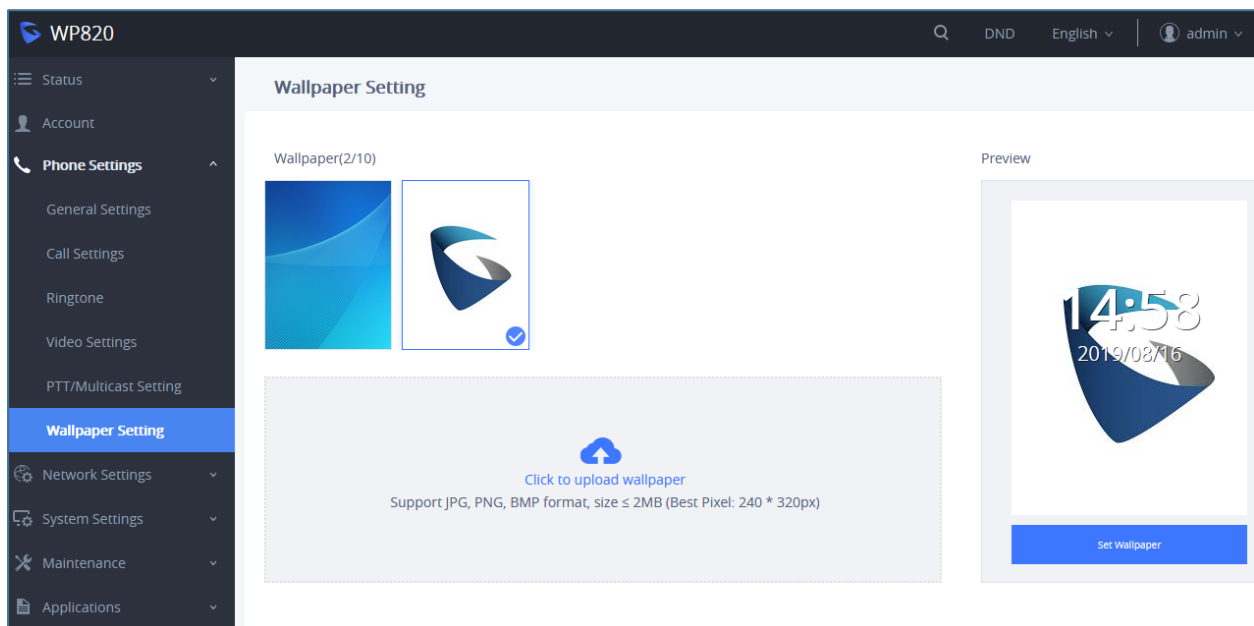 WP820
DND
English
admin
Status
Account
Phone Settings
General Settings
Call Settings
Ringtone
Video Settings
PTT/Multicast Setting
Wallpaper Setting
Network Settings
System Settings
Maintenance
Applications
Wallpaper Setting
Wallpaper(2/10)
Click to upload wallpaper
Support JPG, PNG, BMP format, size ≤ 2MB (Best Pixel: 240 * 320px)
Preview
14:58
2019/08/16
Set Wallpaper